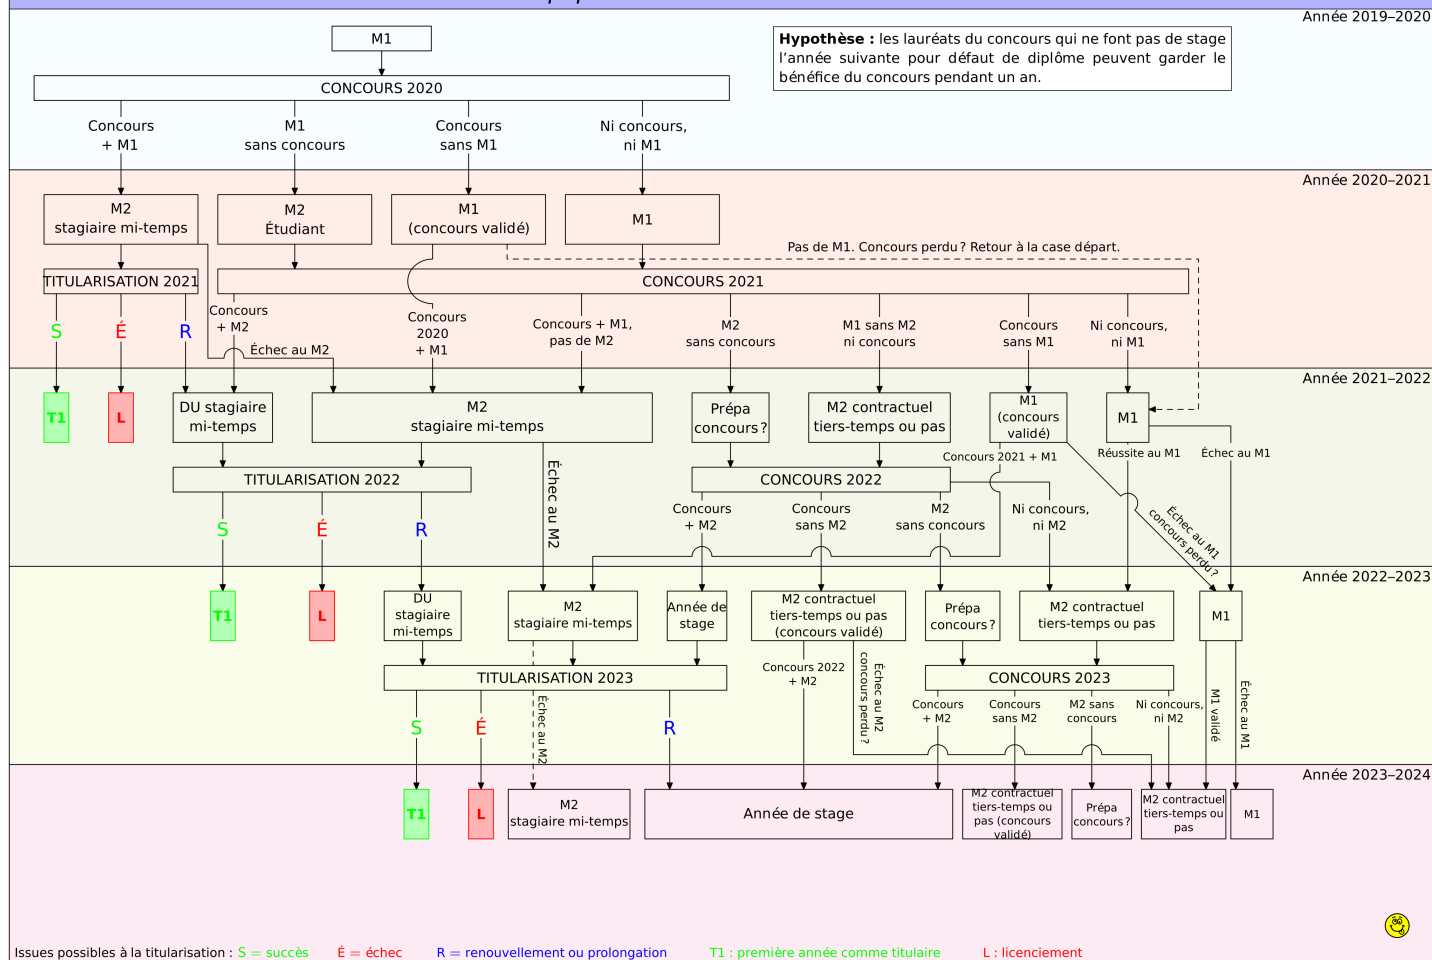 Année 2019–2020
M1
Hypothèse : les lauréats du concours qui ne font pas de stage
l’année suivante pour défaut de diplôme peuvent garder le
bénéfice du concours pendant un an.
CONCOURS 2020
Concours
+ M1
M1
sans concours
Concours
sans M1
Ni concours,
ni M1
Année 2020–2021
M2
stagiaire mi-temps
M2
Étudiant
M1
(concours validé)
M1
Pas de M1. Concours perdu ? Retour à la case départ.
TITULARISATION 2021
CONCOURS 2021
S
É
R
Concours
+ M2
Échec au M2
Concours
2020
+ M1
Concours + M1,
pas de M2
M2
sans concours
M1 sans M2
ni concours
Concours
sans M1
Ni concours,
ni M1
Année 2021–2022
T1
L
DU stagiaire
mi-temps
M2
stagiaire mi-temps
Prépa
concours ?
M2 contractuel
tiers-temps ou pas
M1
(concours
validé)
M1
Concours 2021 + M1
Réussite au M1
Échec au M1
TITULARISATION 2022
Échec au M2
CONCOURS 2022
S
É
R
Concours
+ M2
Concours
sans M2
M2
sans concours
Ni concours,
ni M2
Échec au M1
concours perdu ?
Année 2022–2023
T1
L
DU
stagiaire
mi-temps
M2
stagiaire mi-temps
Année de
stage
M2 contractuel
tiers-temps ou pas
(concours validé)
Prépa
concours ?
M2 contractuel
tiers-temps ou pas
M1
TITULARISATION 2023
Concours 2022
+ M2
Échec au M2
concours perdu ?
CONCOURS 2023
S
É
Échec au M2
R
Concours
+ M2
Concours
sans M2
M2 sans
concours
Ni concours,
ni M2
M1 validé
Échec au M1
Année 2023–2024
T1
L
M2
stagiaire mi-temps
Année de stage
M2 contractuel
tiers-temps ou
pas (concours
validé)
Prépa
concours ?
M2 contractuel
tiers-temps ou
pas
M1
Issues possibles à la titularisation : S = succès É = échec R = renouvellement ou prolongation T1 : première année comme titulaire L : licenciement